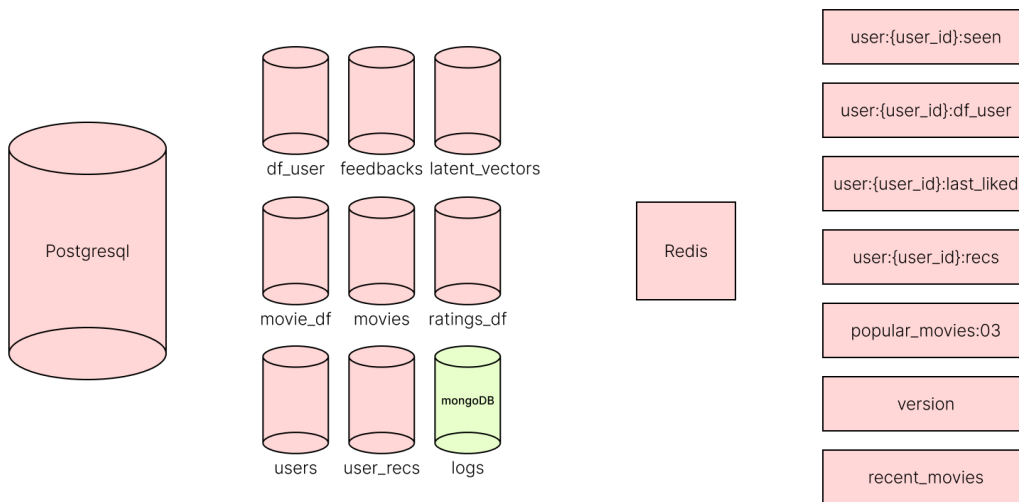 Postgresql
df_user
feedbacks
latent_vectors
movie_df
movies
ratings_df
mongoDB
users
user_recs
logs
Redis
user:{user_id}:seen
user:{user_id}:df_user
user:{user_id}:last_liked
user:{user_id}:recs
popular_movies:03
version
recent_movies